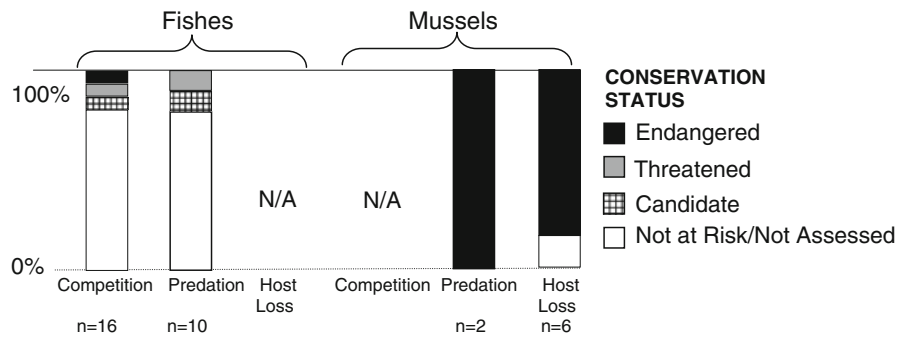 Fishes
Mussels
100%
0%
N/A
N/A
Competition
Predation
Host
Loss
Competition
Predation
Host
Loss
n=16
n=10
n=2
n=6
CONSERVATION
STATUS
Endangered
Threatened
Candidate
Not at Risk/Not Assessed